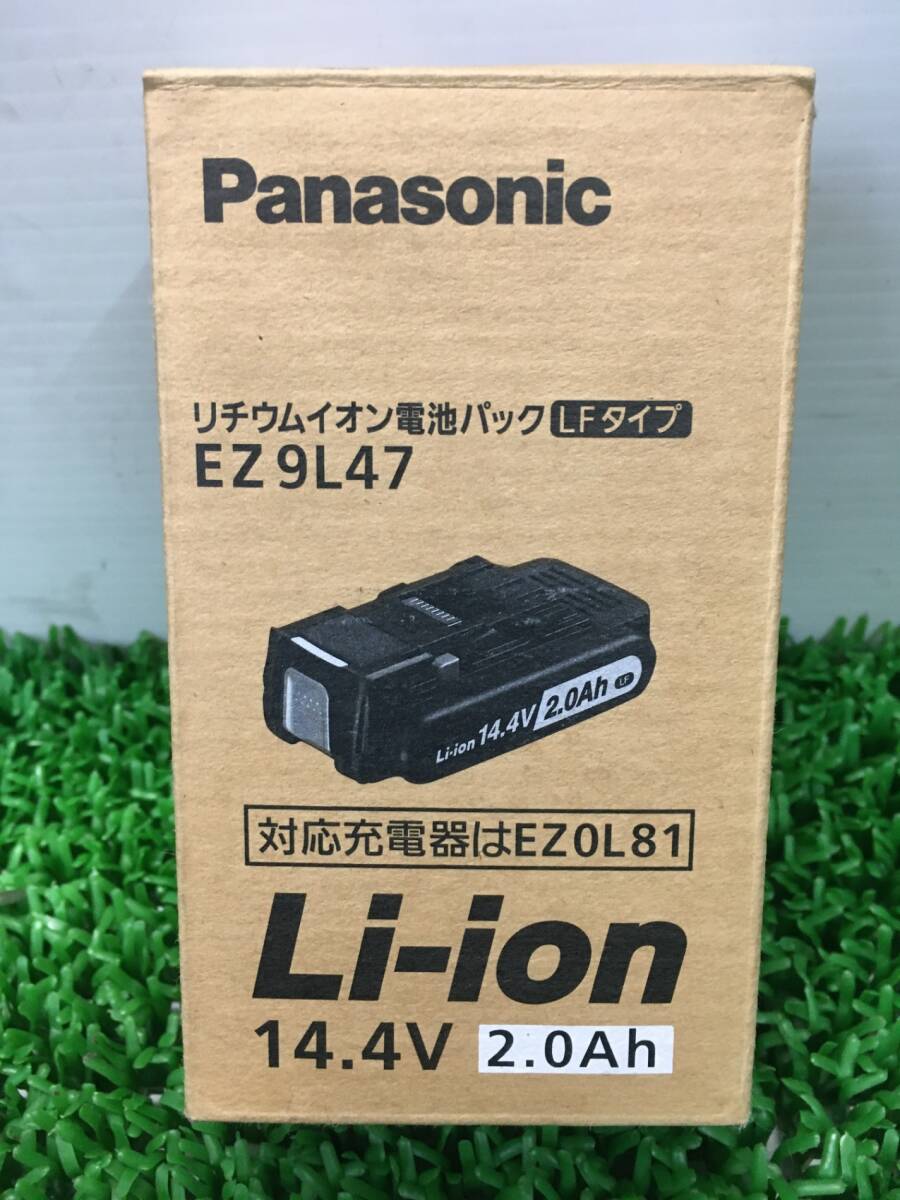 Panasonic
リチウムイオン電池パック LFタイプ
EZ9L47
Li-ion 14.4V 2.0Ah LF
対応充電器はEZ0L81
Li-ion
14.4V 2.0Ah